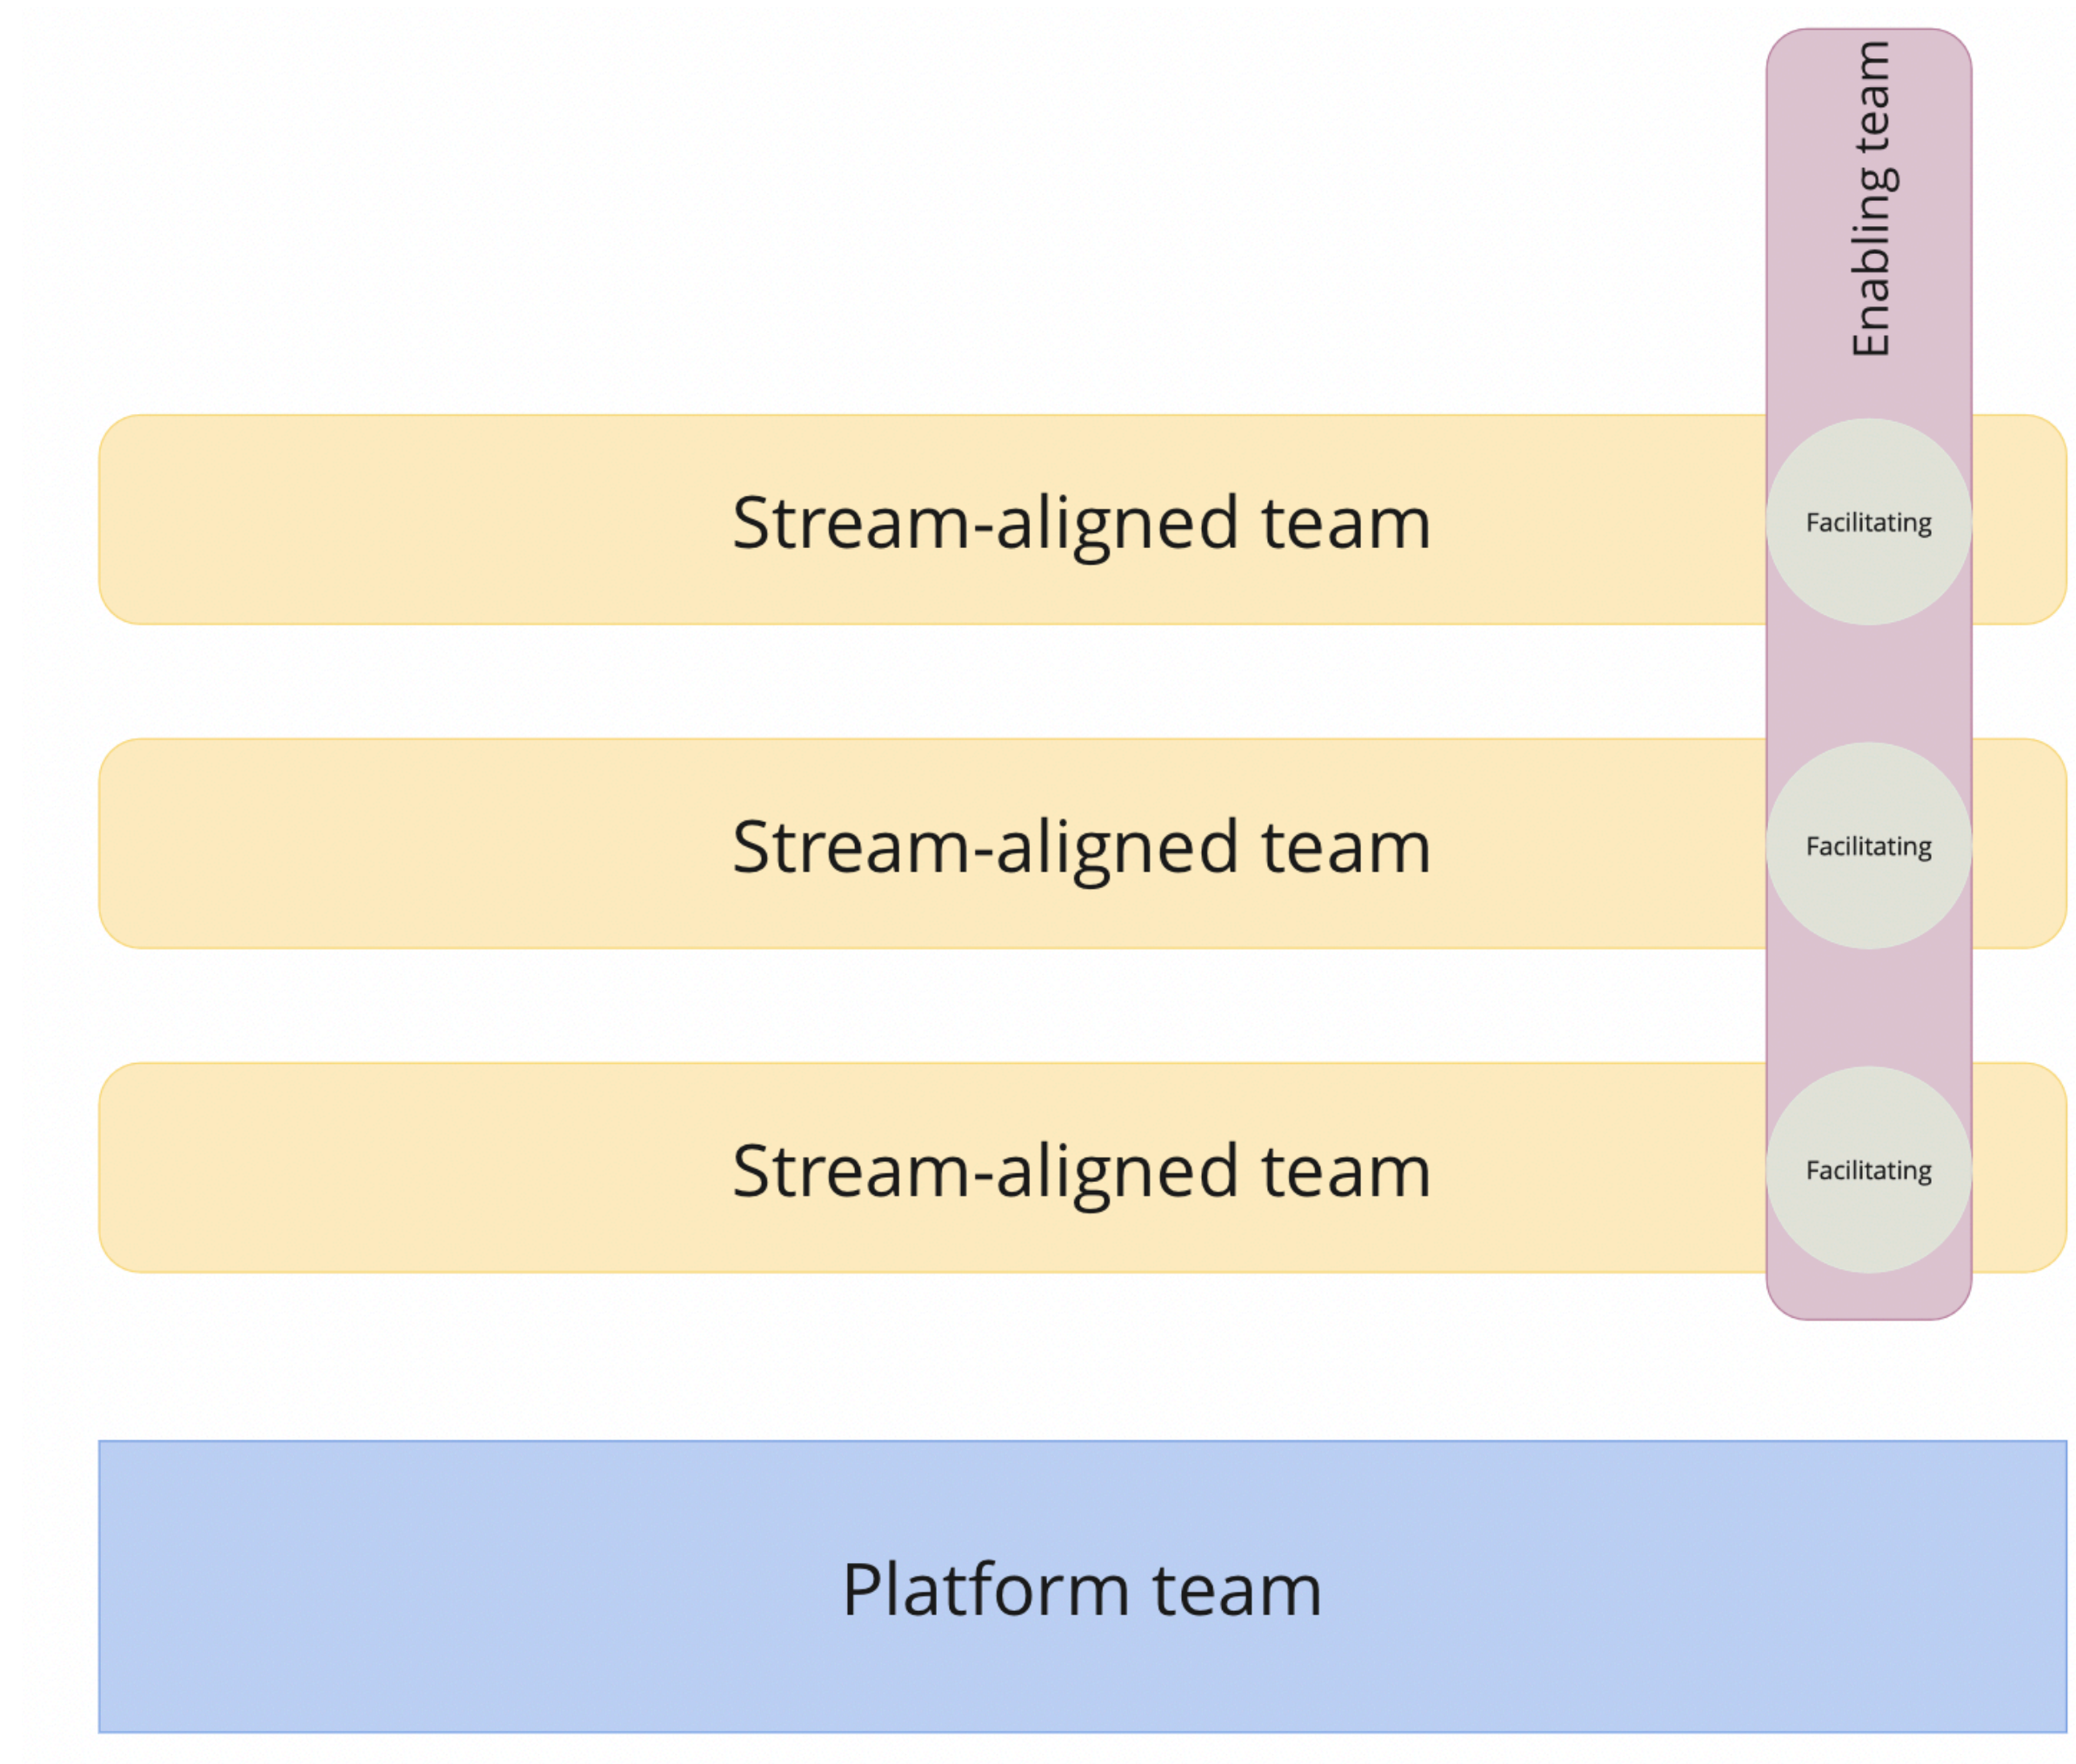 Enabling team
Stream-aligned team
Facilitating
Stream-aligned team
Facilitating
Stream-aligned team
Facilitating
Platform team